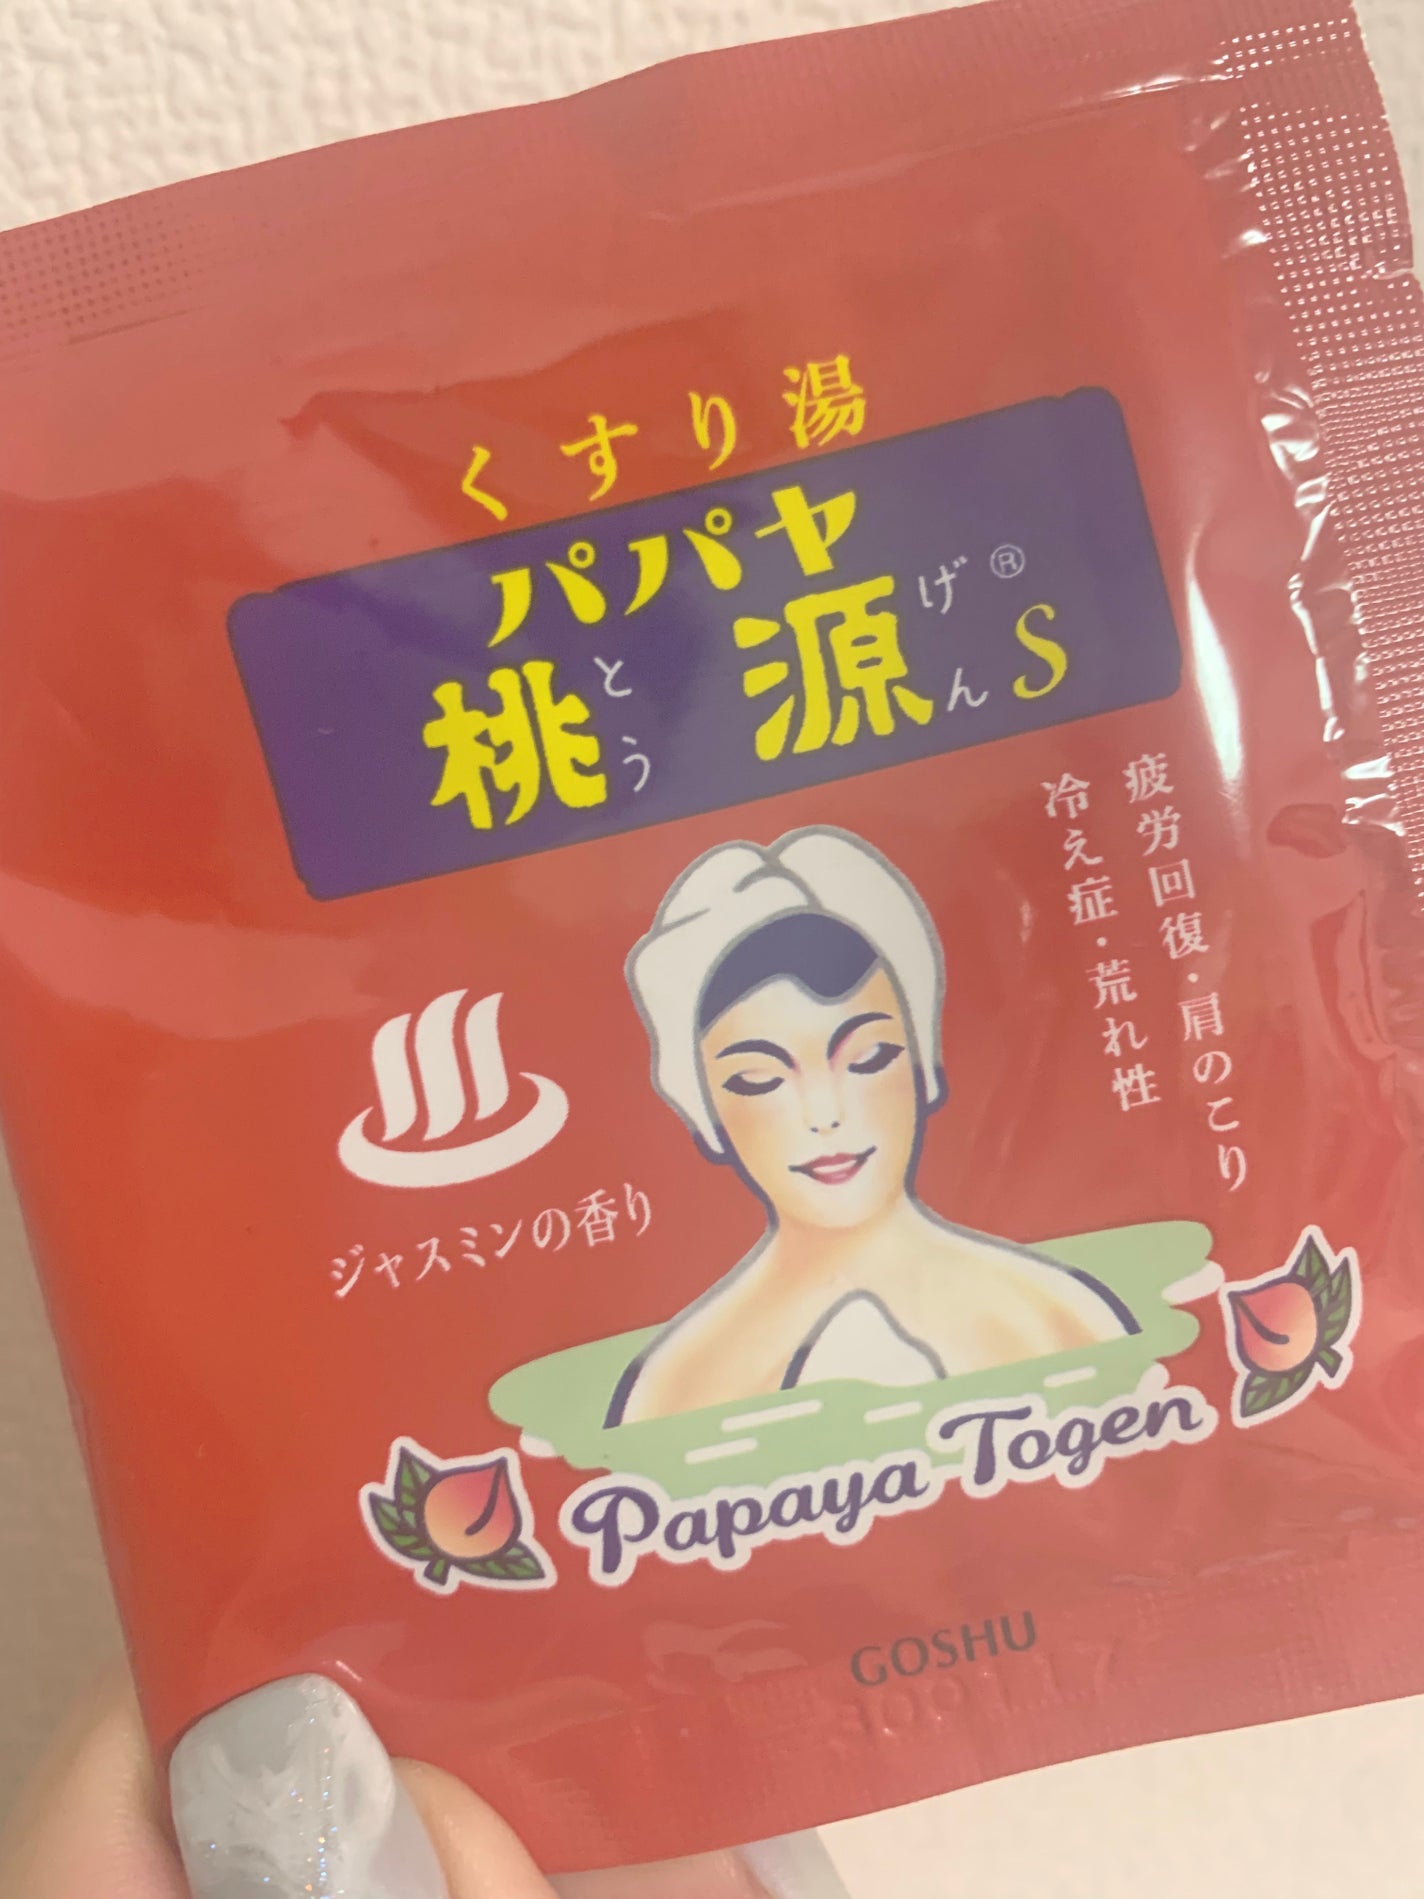 くすり湯
パパヤ
桃源S
とうげん®
疲労回復・肩のこり
冷え症・荒れ性
ジャスミンの香り
Papaya Togen
GOSHU